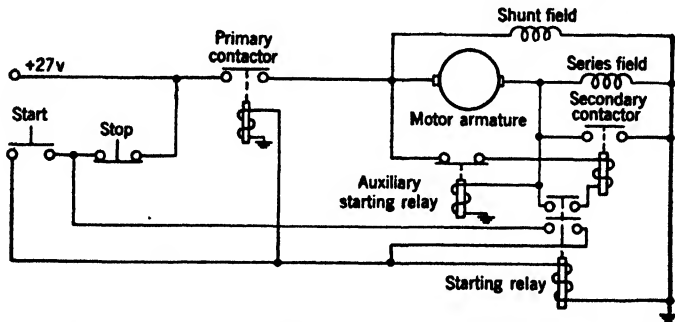 Shunt field
Primary
contactor
+27v
Series field
Start
Stop
Motor armature
Secondary
contactor
Auxiliary
starting relay
Starting relay